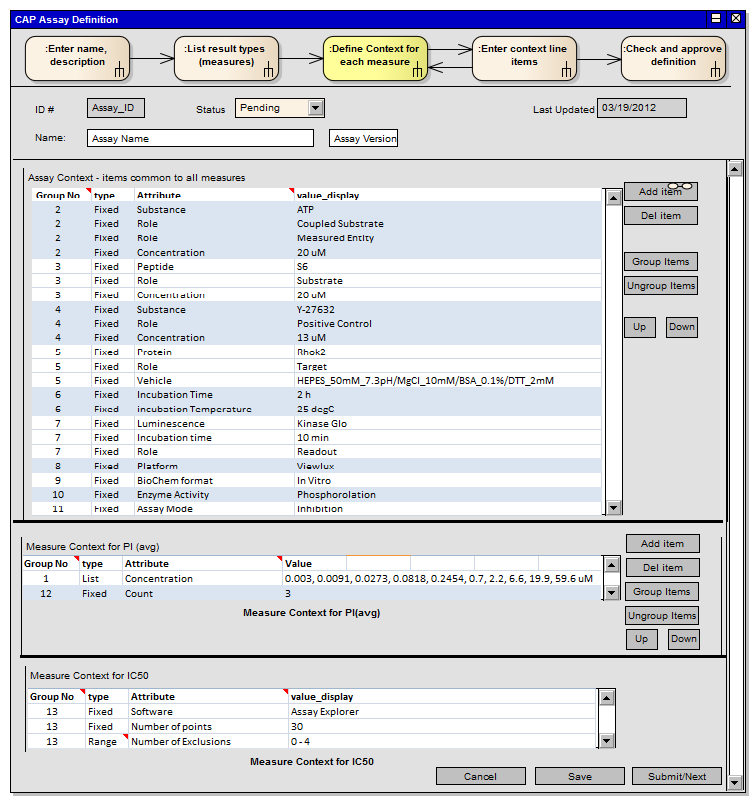 CAP Assay Definition
:Enter name, description
:List result types (measures)
:Define Context for each measure
:Enter context line items
:Check and approve definition
ID # Assay_ID Status Pending Last Updated 03/19/2012
Name: Assay Name Assay Version
Assay Context - items common to all measures
Group No type Attribute value_display
2 Fixed Substance ATP
2 Fixed Role Coupled Substrate
2 Fixed Role Measured Entity
2 Fixed Concentration 20 uM
3 Fixed Peptide S6
3 Fixed Role Substrate
3 Fixed Concentration 20 uM
4 Fixed Substance Y-27632
4 Fixed Role Positive Control
4 Fixed Concentration 13 uM
5 Fixed Protein Rhok2
5 Fixed Role Target
5 Fixed Vehicle HEPES_50mM_7.3pH/MgCl_10mM/BSA_0.1%/DTT_2mM
6 Fixed Incubation Time 2 h
6 Fixed Incubation Temperature 25 degC
7 Fixed Luminescence Kinase Glo
7 Fixed Incubation time 10 min
7 Fixed Role Readout
8 Fixed Platform Viewlux
9 Fixed BioChem format In Vitro
10 Fixed Enzyme Activity Phosphorolation
11 Fixed Assay Mode Inhibition
Add item
Del item
Group Items
Ungroup Items
Up Down
Measure Context for PI (avg)
Group No type Attribute Value
1 List Concentration 0.003, 0.0091, 0.0273, 0.0818, 0.2454, 0.7, 2.2, 6.6, 19.9, 59.6 uM
12 Fixed Count 3
Measure Context for PI(avg)
Add item
Del item
Group Items
Ungroup Items
Up Down
Measure Context for IC50
Group No type Attribute value_display
13 Fixed Software Assay Explorer
13 Fixed Number of points 30
13 Range Number of Exclusions 0 - 4
Measure Context for IC50
Cancel Save Submit/Next